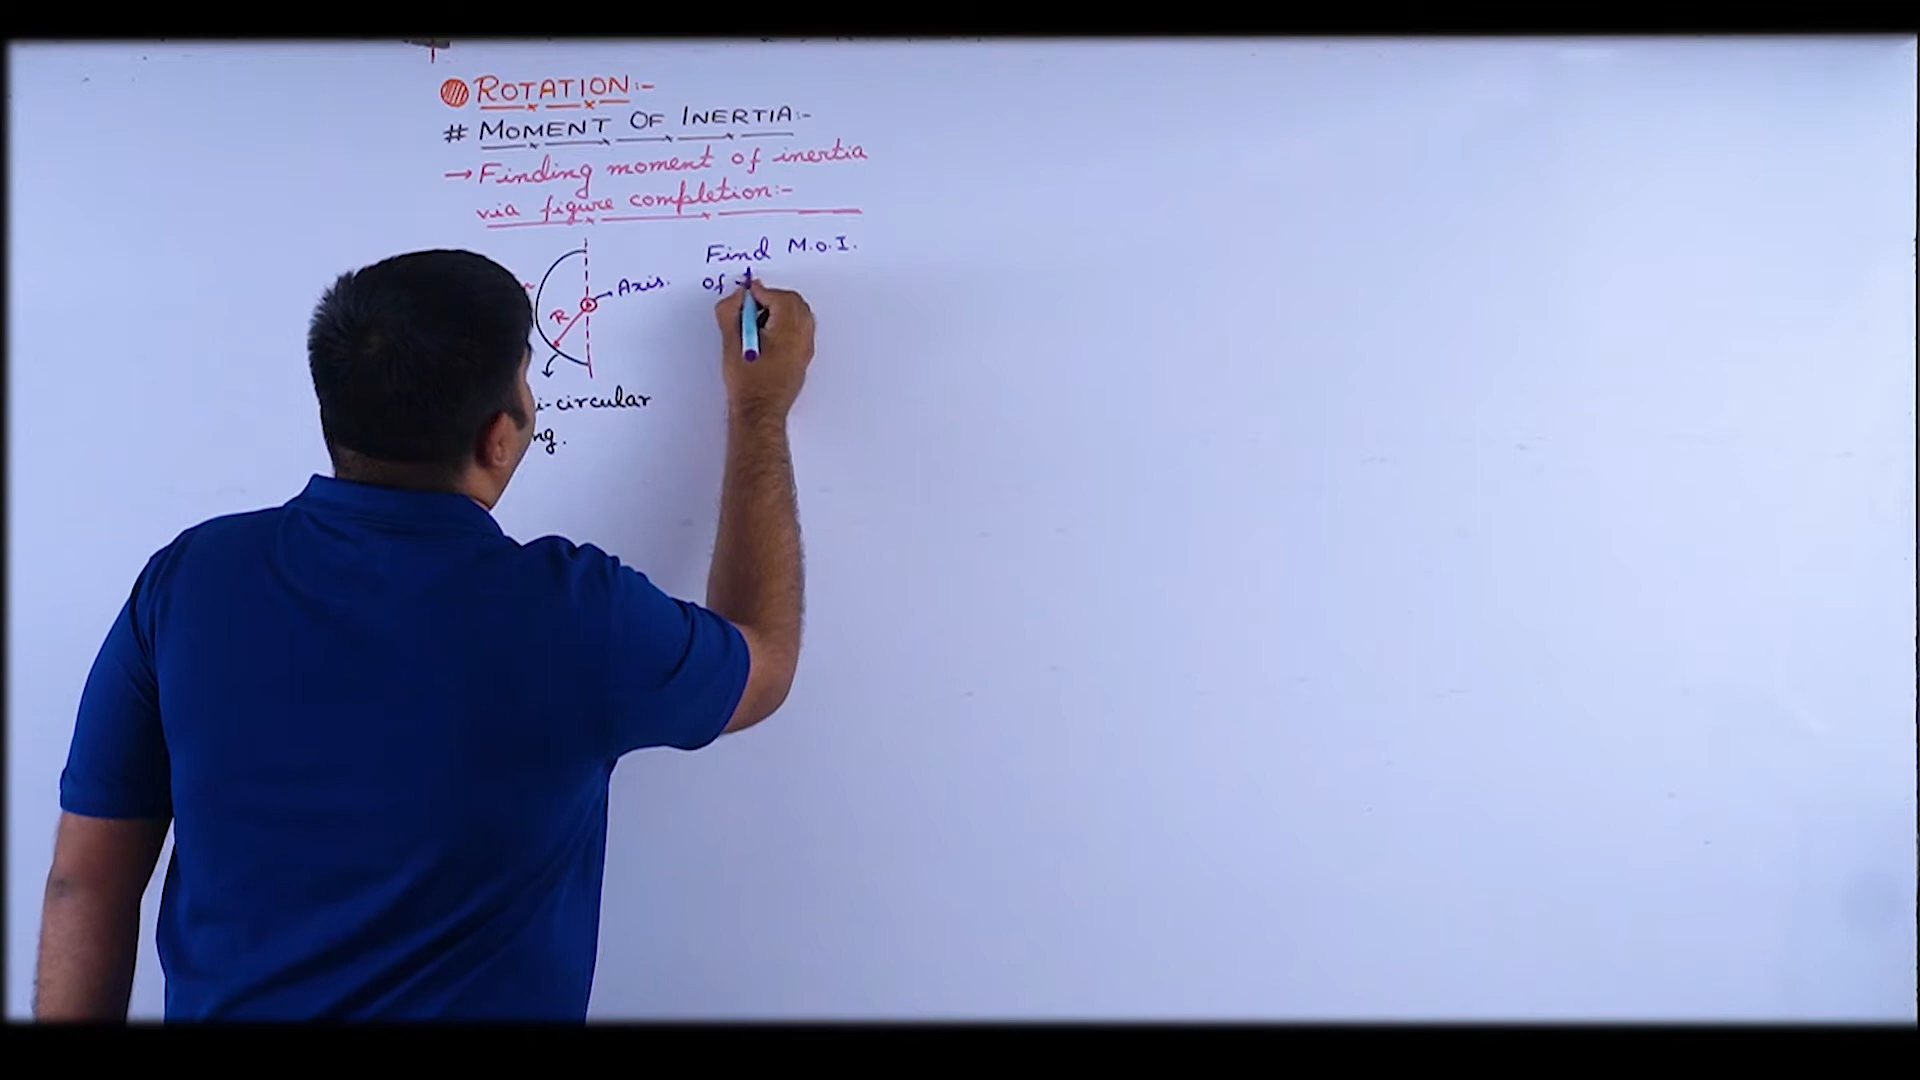 ROTATION:-
# MOMENT OF INERTIA:-
→ Finding moment of inertia
via figure completion:-
Find M.O.I.
of
Axis.
R
i-circular
ng.